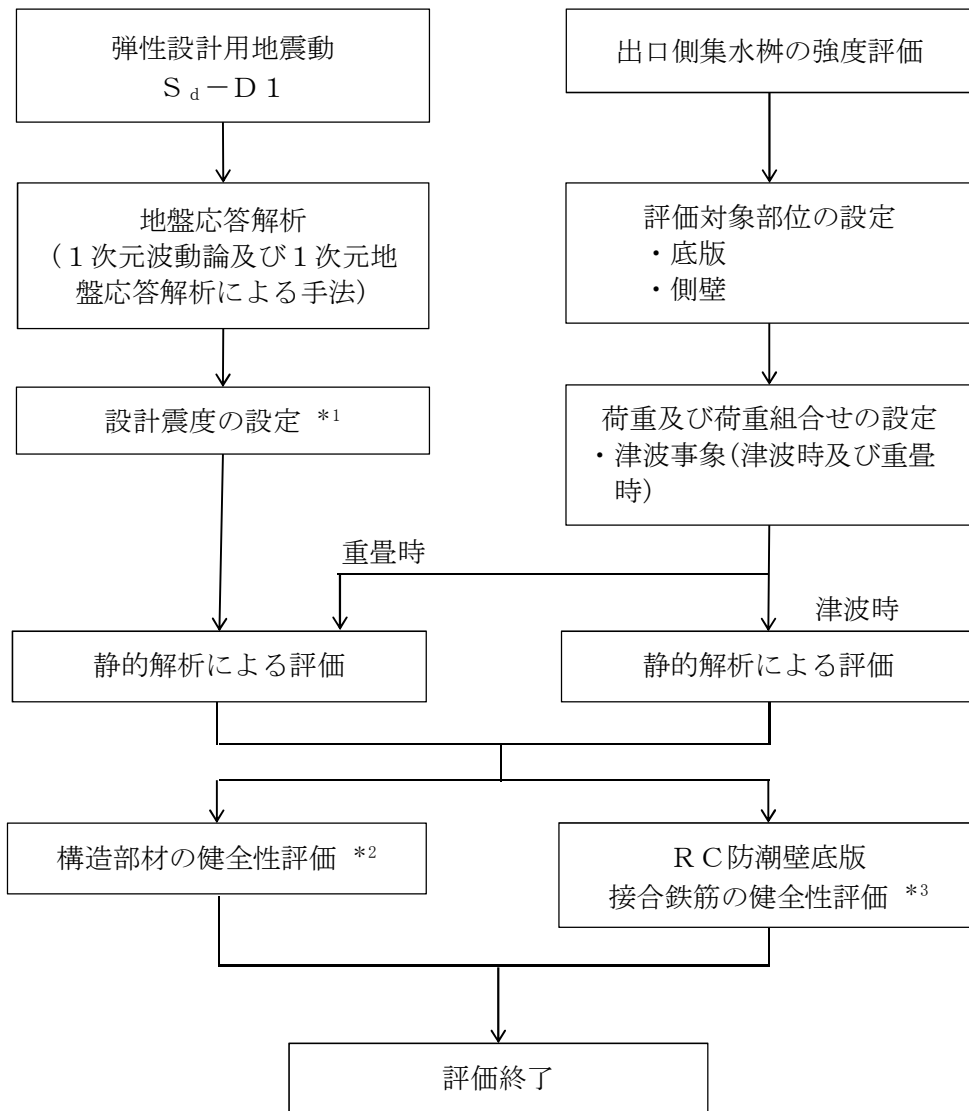 弾性設計用地震動
Ｓd－Ｄ１
地盤応答解析
（１次元波動論及び１次元地
盤応答解析による手法）
設計震度の設定 *1
出口側集水桝の強度評価
評価対象部位の設定
・底版
・側壁
荷重及び荷重組合せの設定
・津波事象(津波時及び重畳
時)
重畳時
津波時
静的解析による評価
静的解析による評価
構造部材の健全性評価 *2
ＲＣ防潮壁底版
接合鉄筋の健全性評価 *3
評価終了